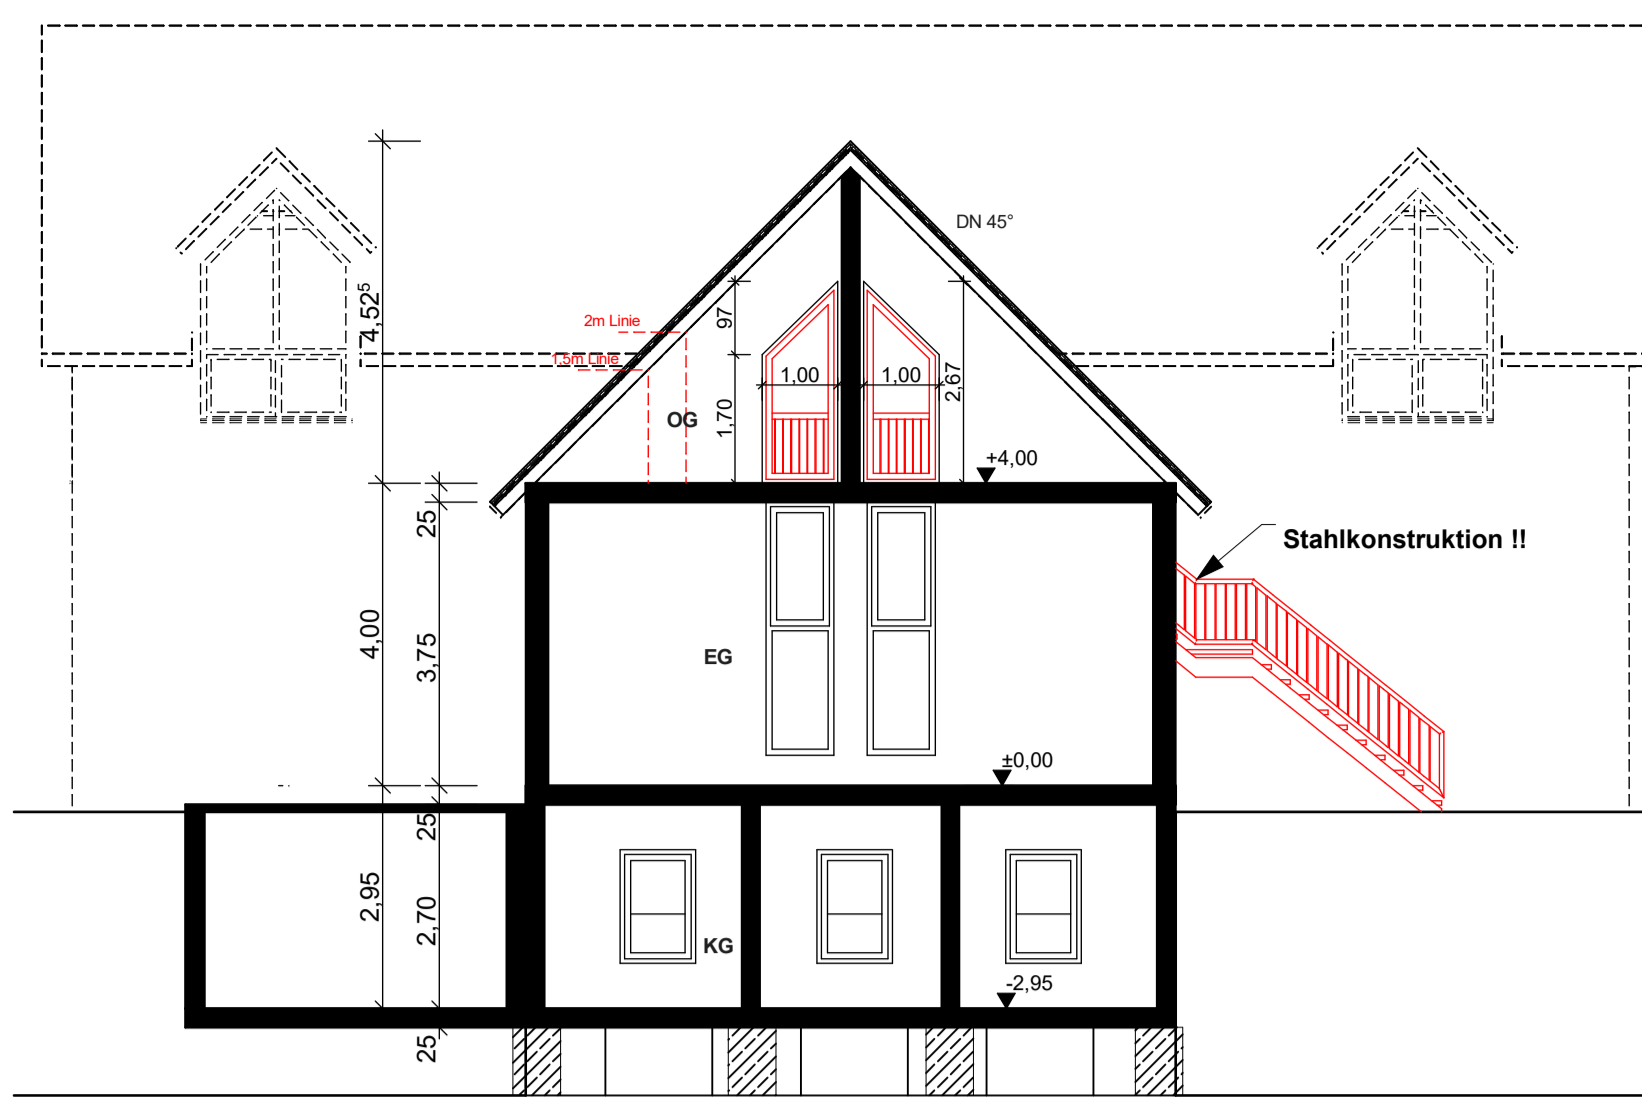 DN 45°
4,52⁵
97
2m Linie
1,5m Linie
1,00
1,00
2,67
1,70
OG
+4,00
25
Stahlkonstruktion !!
4,00
3,75
EG
±0,00
25
2,95
2,70
KG
-2,95
25